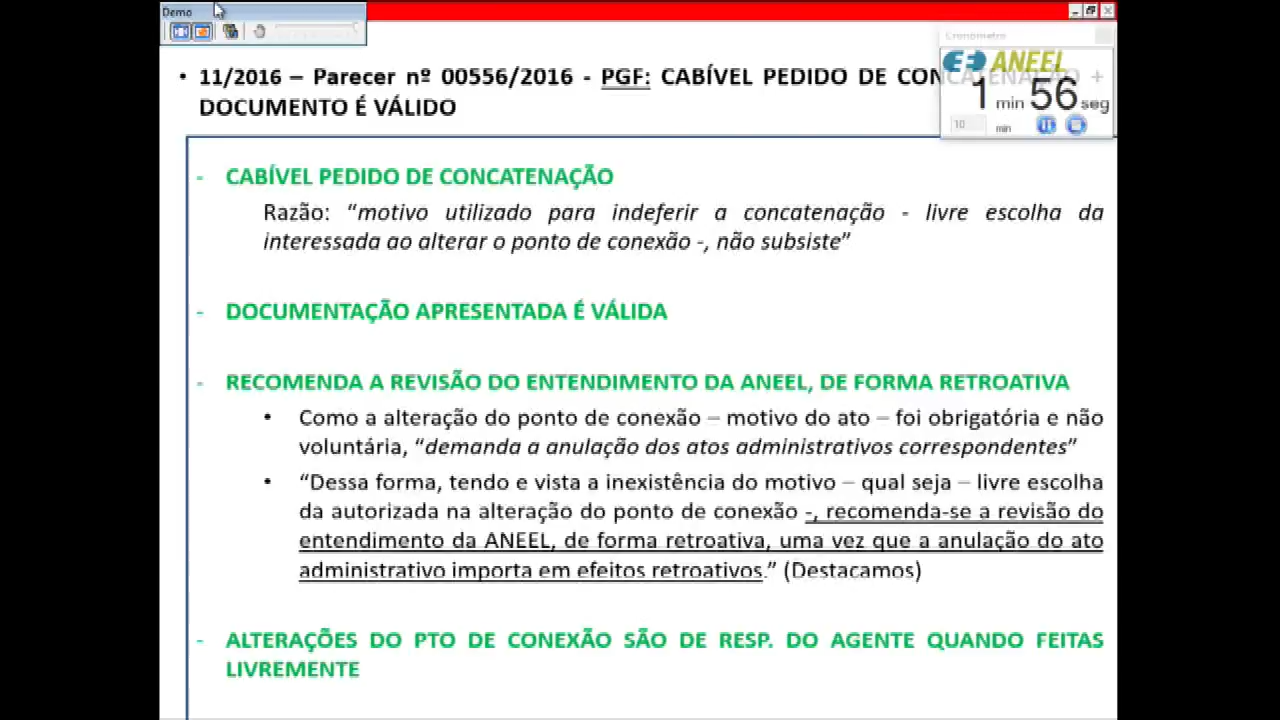 Demo
Cronometro
ANEEL
• 11/2016 – Parecer nº 00556/2016 - PGF: CABÍVEL PEDIDO DE CONCATENAÇÃO +
1 min 56 seg
DOCUMENTO É VÁLIDO
10 min
- CABÍVEL PEDIDO DE CONCATENAÇÃO
Razão: “motivo utilizado para indeferir a concatenação - livre escolha da
interessada ao alterar o ponto de conexão -, não subsiste”
- DOCUMENTAÇÃO APRESENTADA É VÁLIDA
- RECOMENDA A REVISÃO DO ENTENDIMENTO DA ANEEL, DE FORMA RETROATIVA
• Como a alteração do ponto de conexão – motivo do ato – foi obrigatória e não
voluntária, “demanda a anulação dos atos administrativos correspondentes”
• “Dessa forma, tendo e vista a inexistência do motivo – qual seja – livre escolha
da autorizada na alteração do ponto de conexão -, recomenda-se a revisão do
entendimento da ANEEL, de forma retroativa, uma vez que a anulação do ato
administrativo importa em efeitos retroativos.” (Destacamos)
- ALTERAÇÕES DO PTO DE CONEXÃO SÃO DE RESP. DO AGENTE QUANDO FEITAS
LIVREMENTE